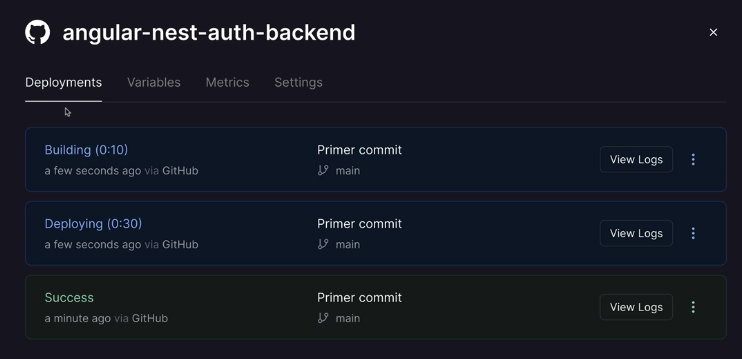 angular-nest-auth-backend
Deployments Variables Metrics Settings
Building (0:10)
a few seconds ago via GitHub
Primer commit
main
View Logs
Deploying (0:30)
a few seconds ago via GitHub
Primer commit
main
View Logs
Success
a minute ago via GitHub
Primer commit
main
View Logs